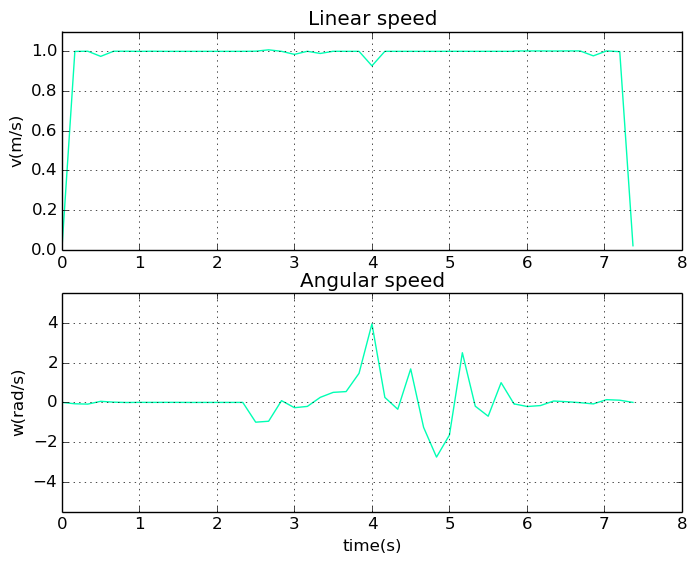 Linear speed
1.0
0.8
0.6
0.4
0.2
0.0
v(m/s)
0 1 2 3 4 5 6 7 8
Angular speed
4
2
0
−2
−4
w(rad/s)
0 1 2 3 4 5 6 7 8
time(s)